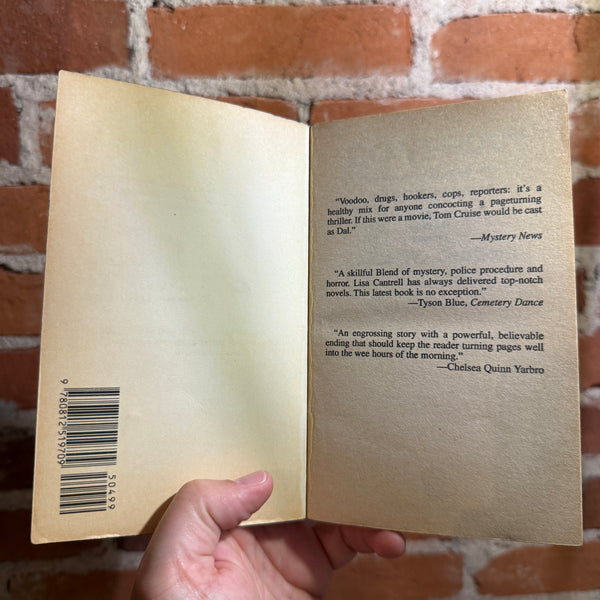 9 780812 519709
50499
"Voodoo, drugs, hookers, cops, reporters: it's a
healthy mix for anyone concocting a pageturning
thriller. If this were a movie, Tom Cruise would be cast
as Dal."
—Mystery News
"A skillful Blend of mystery, police procedure and
horror. Lisa Cantrell has always delivered top-notch
novels. This latest book is no exception."
—Tyson Blue, Cemetery Dance
"An engrossing story with a powerful, believable
ending that should keep the reader turning pages well
into the wee hours of the morning."
—Chelsea Quinn Yarbro